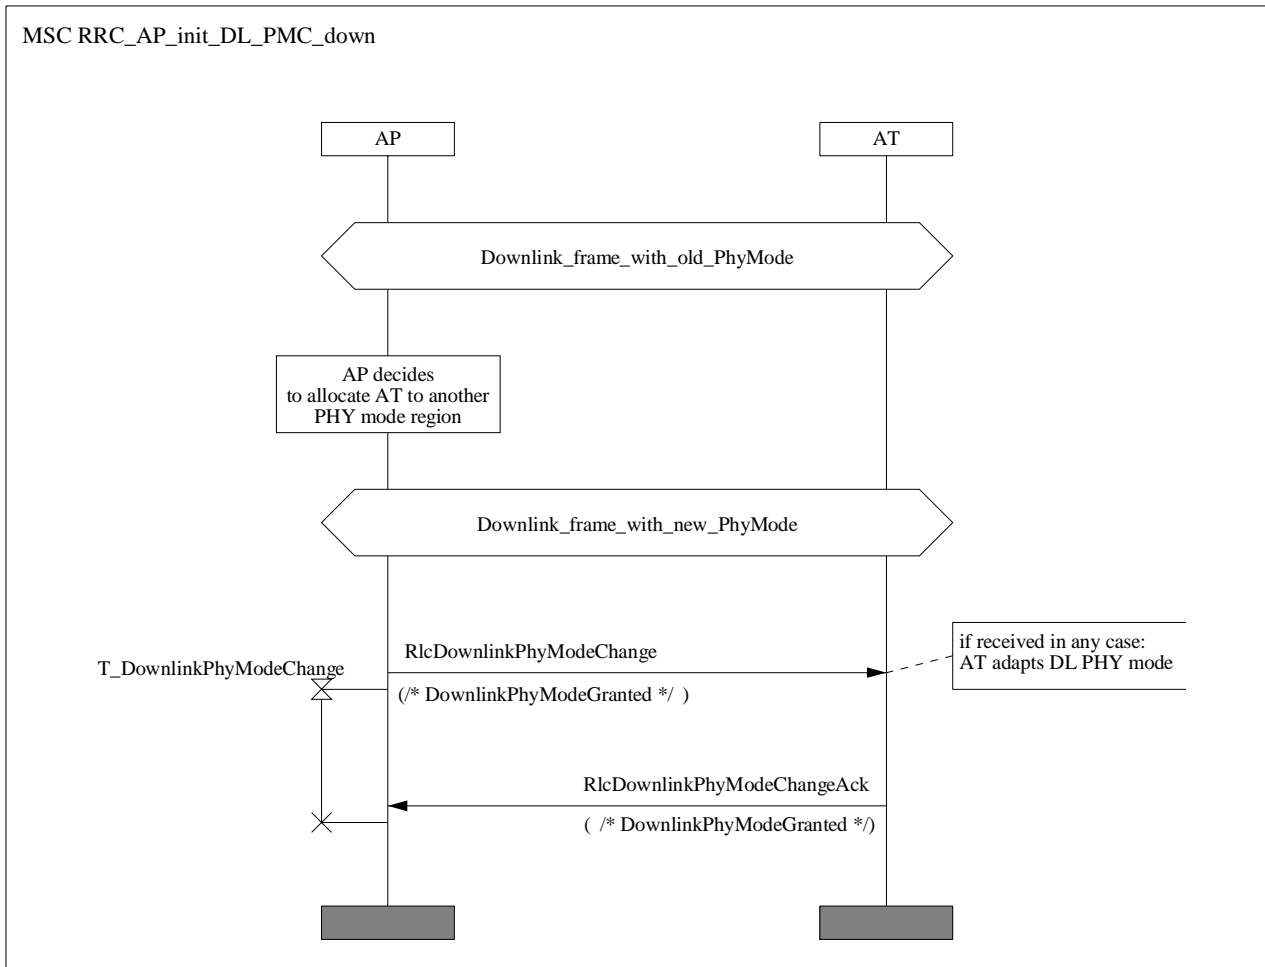 MSC RRC_AP_init_DL_PMC_down
AP
AT
Downlink_frame_with_old_PhyMode
AP decides
to allocate AT to another
PHY mode region
Downlink_frame_with_new_PhyMode
if received in any case:
AT adapts DL PHY mode
RlcDownlinkPhyModeChange
T_DownlinkPhyModeChange
(/* DownlinkPhyModeGranted */ )
RlcDownlinkPhyModeChangeAck
( /* DownlinkPhyModeGranted */)